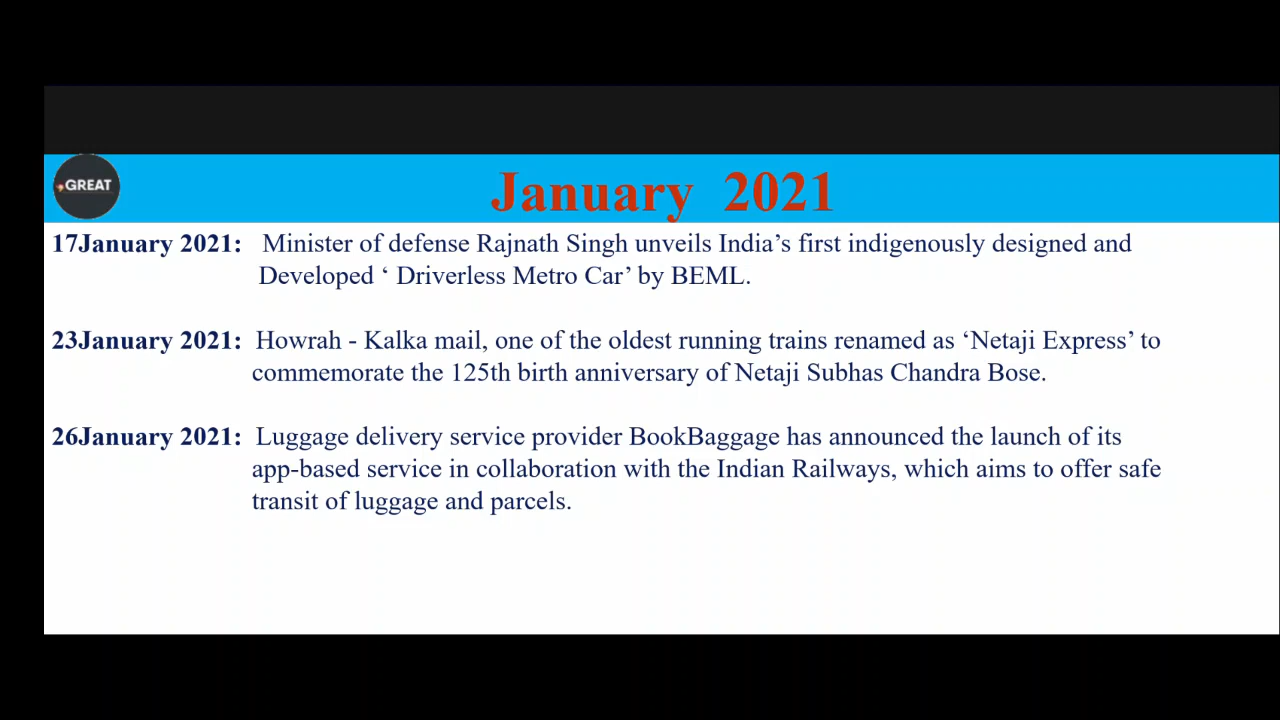 GREAT
January 2021
17January 2021: Minister of defense Rajnath Singh unveils India’s first indigenously designed and
Developed ‘ Driverless Metro Car’ by BEML.
23January 2021: Howrah - Kalka mail, one of the oldest running trains renamed as ‘Netaji Express’ to
commemorate the 125th birth anniversary of Netaji Subhas Chandra Bose.
26January 2021: Luggage delivery service provider BookBaggage has announced the launch of its
app-based service in collaboration with the Indian Railways, which aims to offer safe
transit of luggage and parcels.